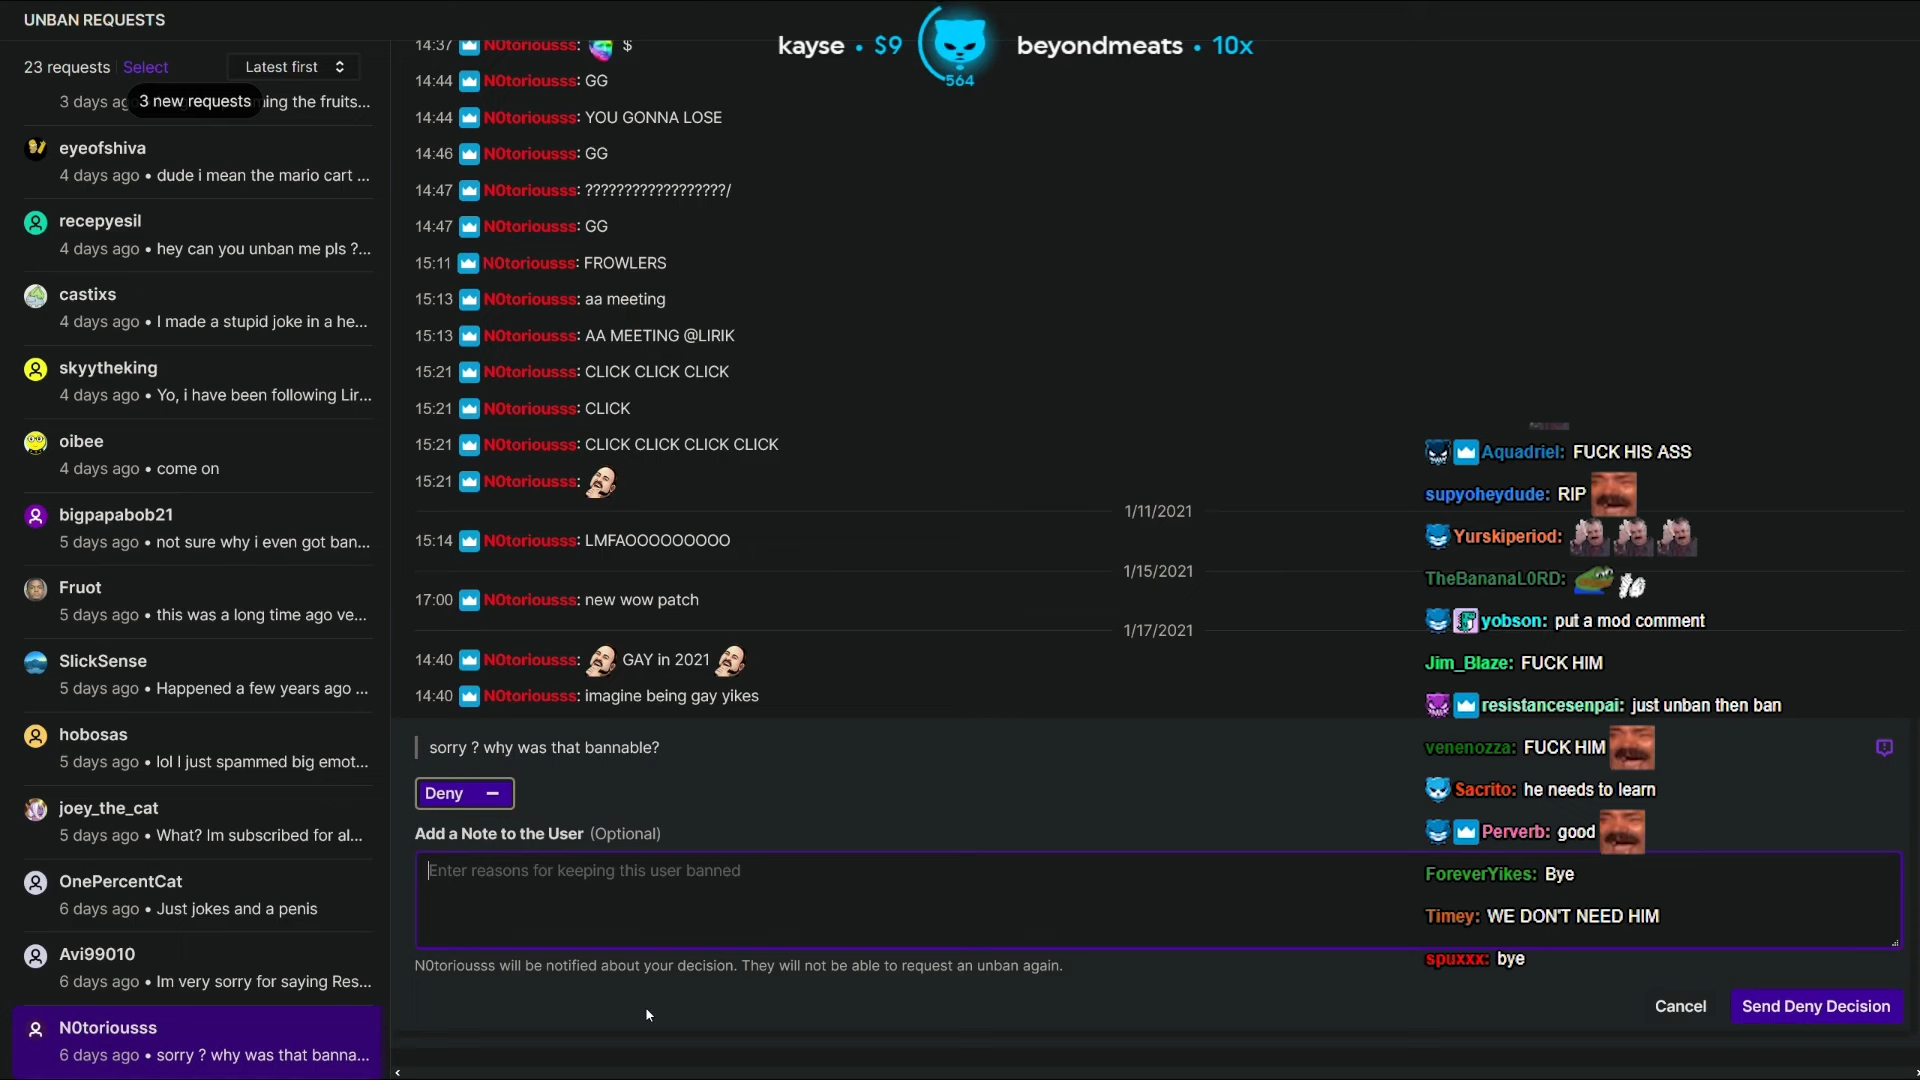 UNBAN REQUESTS
23 requests Select Latest first
3 days ag
3 new requests
ing the fruits...
eyeofshiva
4 days ago • dude i mean the mario cart ...
recepyesil
4 days ago • hey can you unban me pls ?...
castixs
4 days ago • I made a stupid joke in a he...
skyytheking
4 days ago • Yo, i have been following Lir...
oibee
4 days ago • come on
bigpapabob21
5 days ago • not sure why i even got ban...
Fruot
5 days ago • this was a long time ago ve...
SlickSense
5 days ago • Happened a few years ago ...
hobosas
5 days ago • lol I just spammed big emot...
joey_the_cat
5 days ago • What? Im subscribed for al...
OnePercentCat
6 days ago • Just jokes and a penis
Avi99010
6 days ago • Im very sorry for saying Res...
N0toriousss
6 days ago • sorry ? why was that banna...
kayse • $9
564
beyondmeats • 10x
14:37 N0toriousss: $
14:44 N0toriousss: GG
14:44 N0toriousss: YOU GONNA LOSE
14:46 N0toriousss: GG
14:47 N0toriousss: ??????????????????/
14:47 N0toriousss: GG
15:11 N0toriousss: FROWLERS
15:13 N0toriousss: aa meeting
15:13 N0toriousss: AA MEETING @LIRIK
15:21 N0toriousss: CLICK CLICK CLICK
15:21 N0toriousss: CLICK
15:21 N0toriousss: CLICK CLICK CLICK CLICK
15:21 N0toriousss:
1/11/2021
15:14 N0toriousss: LMFAOOOOOOOOO
1/15/2021
17:00 N0toriousss: new wow patch
1/17/2021
14:40 N0toriousss: GAY in 2021
14:40 N0toriousss: imagine being gay yikes
sorry ? why was that bannable?
Deny
Add a Note to the User (Optional)
Enter reasons for keeping this user banned
N0toriousss will be notified about your decision. They will not be able to request an unban again.
Cancel Send Deny Decision
Aquadriel: FUCK HIS ASS
supyoheydude: RIP
Yurskiperiod:
TheBananaL0RD:
yobson: put a mod comment
Jim_Blaze: FUCK HIM
resistancesenpai: just unban then ban
venenozza: FUCK HIM
Sacrito: he needs to learn
Perverb: good
ForeverYikes: Bye
Timey: WE DON'T NEED HIM
spuxxx: bye